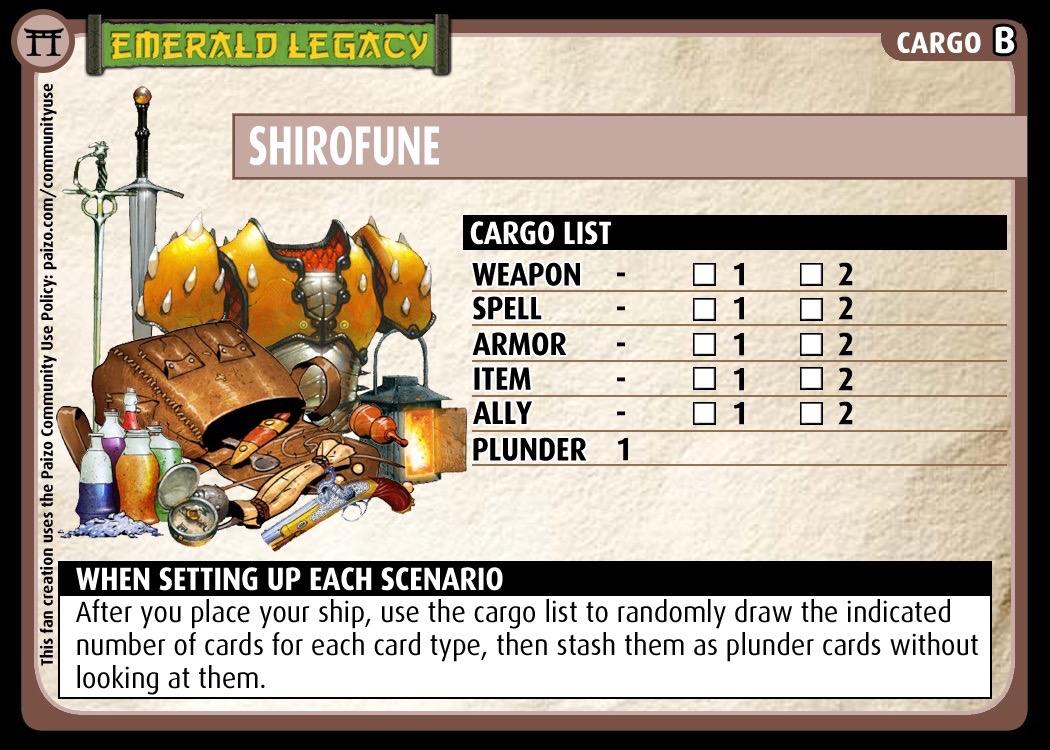 EMERALD LEGACY
CARGO B
This fan creation uses the Paizo Community Use Policy: paizo.com/communityuse
SHIROFUNE
CARGO LIST
WEAPON - ☐ 1 ☐ 2
SPELL - ☐ 1 ☐ 2
ARMOR - ☐ 1 ☐ 2
ITEM - ☐ 1 ☐ 2
ALLY - ☐ 1 ☐ 2
PLUNDER 1
WHEN SETTING UP EACH SCENARIO
After you place your ship, use the cargo list to randomly draw the indicated
number of cards for each card type, then stash them as plunder cards without
looking at them.